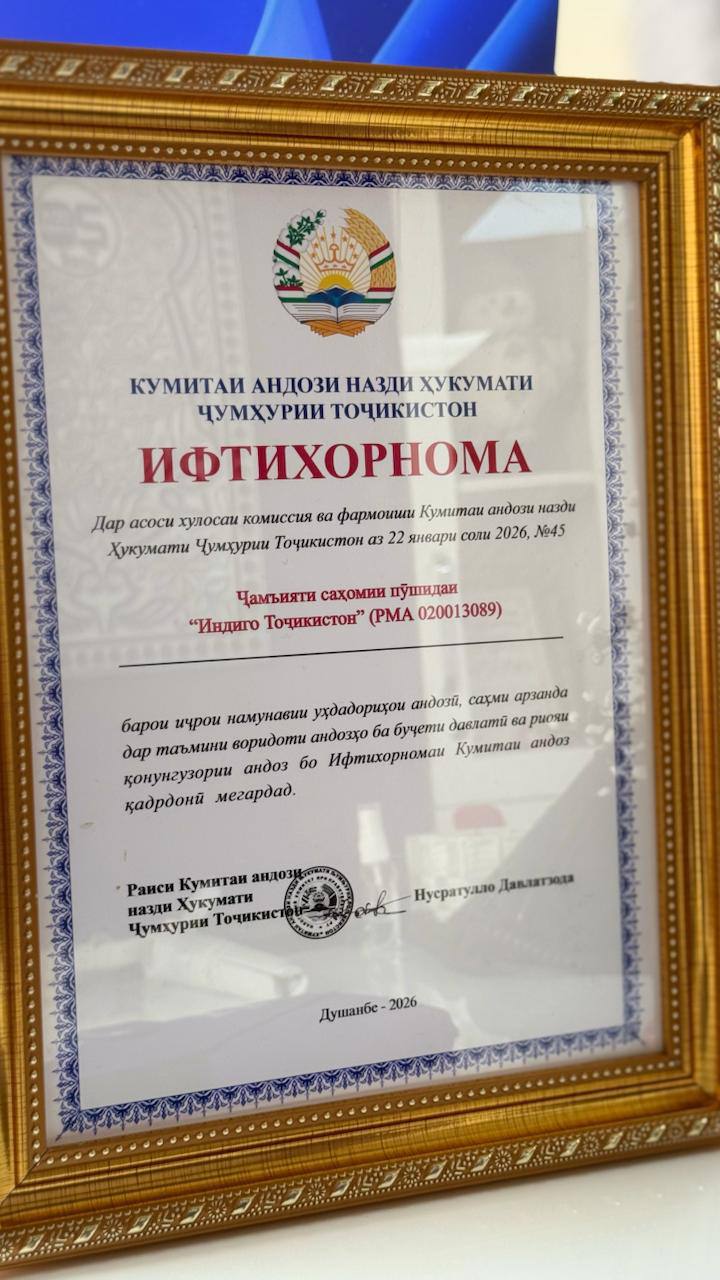 КУМИТАИ АНДОЗИ НАЗДИ ҲУКУМАТИ
ҶУМҲУРИИ ТОҶИКИСТОН
ИФТИХОРНОМА
Дар асоси хулосаи комиссия ва фармоиши Кумитаи андози назди
Ҳукумати Ҷумҳурии Тоҷикистон аз 22 январи соли 2026, №45
Ҷамъияти саҳомии пӯшидаи
“Индиго Тоҷикистон” (РМА 020013089)
барои иҷрои намунавии уҳдадориҳои андозӣ, саҳми арзанда
дар таъмини воридоти андозҳо ба буҷети давлатӣ ва риояи
қонунгузории андоз бо Ифтихорномаи Кумитаи андоз
қадрдонӣ мегардад.
Раиси Кумитаи андози
назди Ҳукумати
Ҷумҳурии Тоҷикистон
Нусратулло Давлатзода
Душанбе - 2026